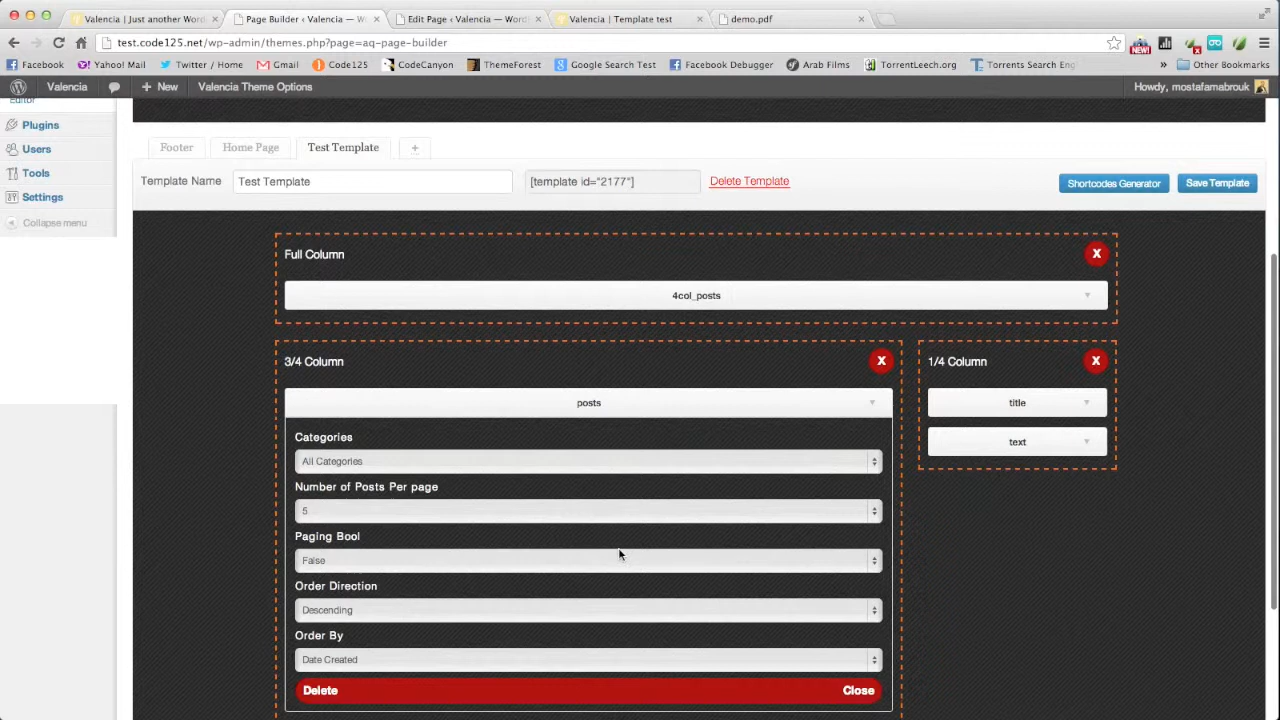 Valencia | Just another Word
Page Builder ‹ Valencia — W
Edit Page ‹ Valencia — Word
Valencia | Template test
demo.pdf
test.code125.net/wp-admin/themes.php?page=aq-page-builder
NEW!
Facebook
Yahoo! Mail
Twitter / Home
Gmail
Code125
CodeCanyon
ThemeForest
Google Search Test
Facebook Debugger
Arab Films
TorrentLeech.org
Torrents Search Eng
Other Bookmarks
Valencia
New
Valencia Theme Options
Howdy, mostafamabrouk
Editor
Plugins
Users
Tools
Settings
Collapse menu
Footer
Home Page
Test Template
+
Template Name
Test Template
[template id="2177"]
Delete Template
Shortcodes Generator
Save Template
Full Column
X
4col_posts
3/4 Column
X
posts
Categories
All Categories
Number of Posts Per page
5
Paging Bool
False
Order Direction
Descending
Order By
Date Created
Delete
Close
1/4 Column
X
title
text